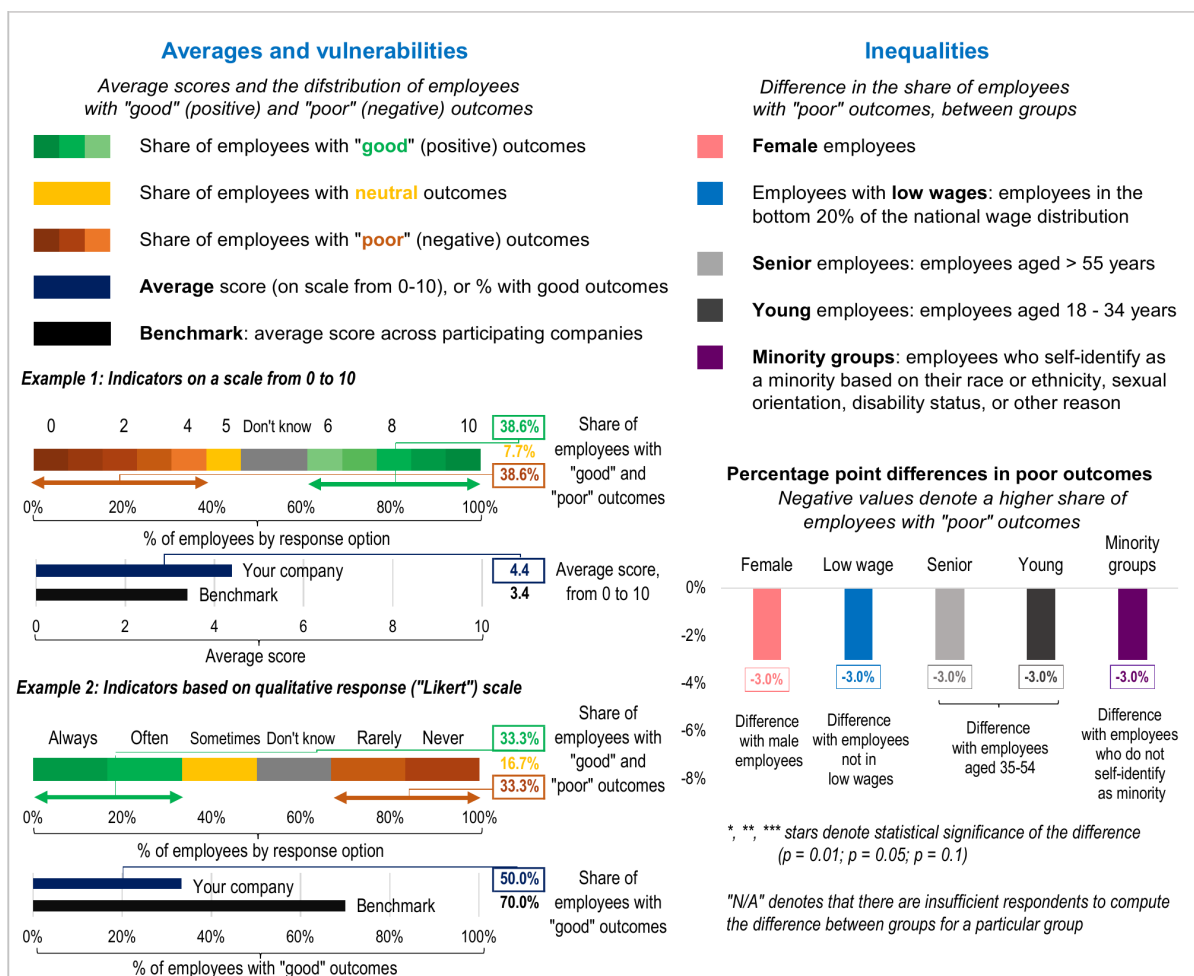 Averages and vulnerabilities
Average scores and the difstribution of employees
with "good" (positive) and "poor" (negative) outcomes
Share of employees with "good" (positive) outcomes
Share of employees with neutral outcomes
Share of employees with "poor" (negative) outcomes
Average score (on scale from 0-10), or % with good outcomes
Benchmark: average score across participating companies
Example 1: Indicators on a scale from 0 to 10
0 2 4 5 Don't know 6 8 10
38.6%
7.7%
38.6%
Share of
employees with
"good" and
"poor" outcomes
0% 20% 40% 60% 80% 100%
% of employees by response option
Your company
Benchmark
4.4
3.4
Average score,
from 0 to 10
0 2 4 6 8 10
Average score
Example 2: Indicators based on qualitative response ("Likert") scale
Always Often Sometimes Don't know Rarely Never
33.3%
16.7%
33.3%
Share of
employees with
"good" and
"poor" outcomes
0% 20% 40% 60% 80% 100%
% of employees by response option
Your company
Benchmark
50.0%
70.0%
Share of
employees with
"good" outcomes
0% 20% 40% 60% 80% 100%
% of employees with "good" outcomes
Inequalities
Difference in the share of employees
with "poor" outcomes, between groups
Female employees
Employees with low wages: employees in the
bottom 20% of the national wage distribution
Senior employees: employees aged > 55 years
Young employees: employees aged 18 - 34 years
Minority groups: employees who self-identify as
a minority based on their race or ethnicity, sexual
orientation, disability status, or other reason
Percentage point differences in poor outcomes
Negative values denote a higher share of
employees with "poor" outcomes
Female Low wage Senior Young Minority
groups
0%
-2%
-4%
-6%
-8%
-3.0% -3.0% -3.0% -3.0% -3.0%
Difference
with male
employees
Difference
with employees
not in
low wages
Difference
with employees
aged 35-54
Difference
with employees
who do not
self-identify
as minority
*, **, *** stars denote statistical significance of the difference
(p = 0.01; p = 0.05; p = 0.1)
"N/A" denotes that there are insufficient respondents to compute
the difference between groups for a particular group